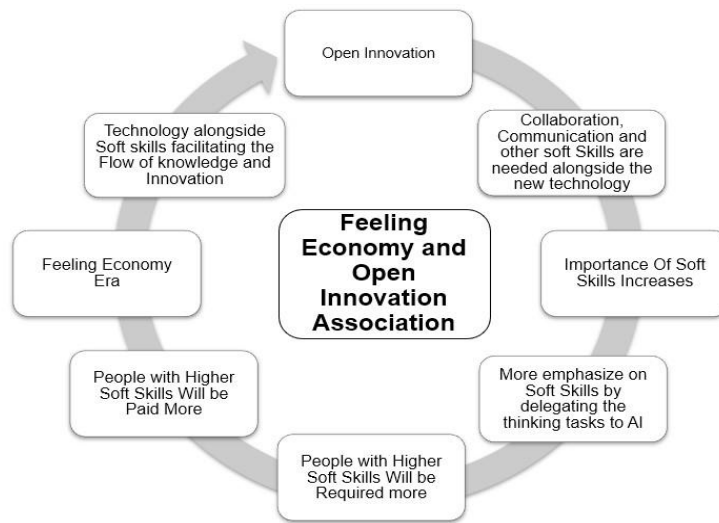 Open Innovation
Collaboration,
Communication and
other soft Skills are
needed alongside the
new technology
Importance Of Soft
Skills Increases
More emphasize on
Soft Skills by
delegating the
thinking tasks to AI
People with Higher
Soft Skills Will be
Required more
People with Higher
Soft Skills Will be
Paid More
Feeling Economy
Era
Technology alongside
Soft skills facilitating the
Flow of knowledge and
Innovation
Feeling
Economy and
Open
Innovation
Association